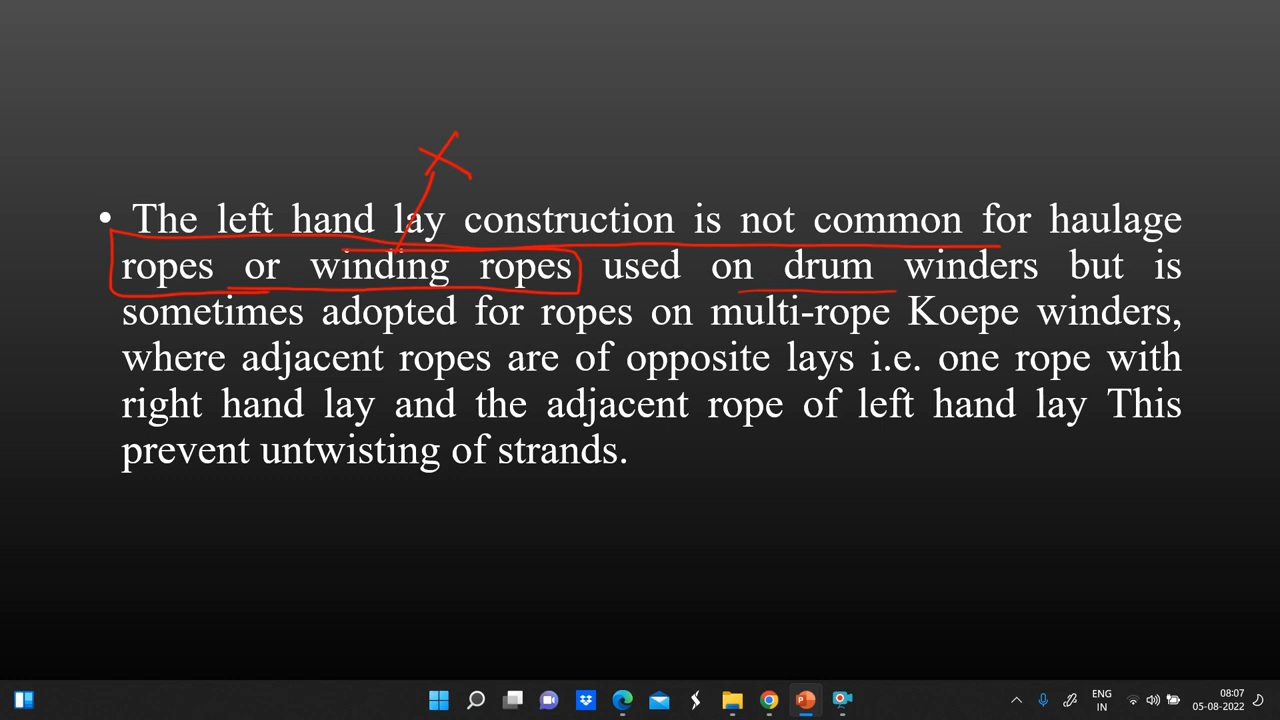 • The left hand lay construction is not common for haulage
ropes or winding ropes used on drum winders but is
sometimes adopted for ropes on multi-rope Koepe winders,
where adjacent ropes are of opposite lays i.e. one rope with
right hand lay and the adjacent rope of left hand lay This
prevent untwisting of strands.
ENG
IN
08:07
05-08-2022